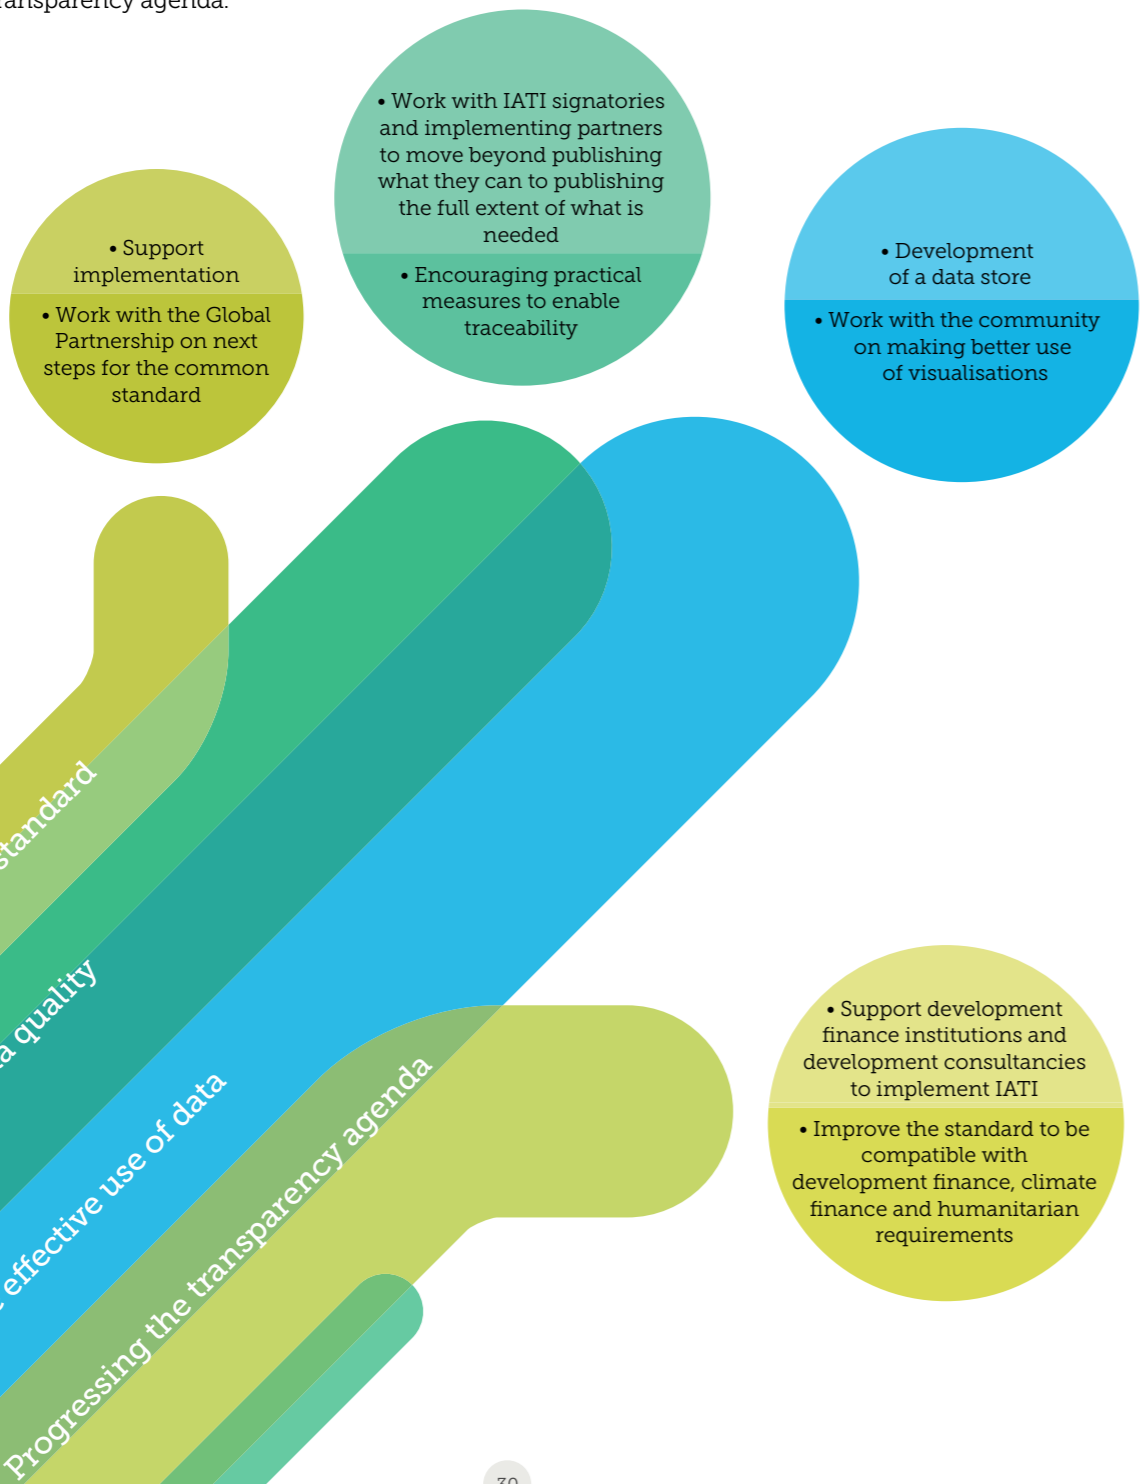 transparency agenda.
• Work with IATI signatories
and implementing partners
to move beyond publishing
what they can to publishing
the full extent of what is
needed
• Encouraging practical
measures to enable
traceability
• Support
implementation
• Work with the Global
Partnership on next
steps for the common
standard
• Development
of a data store
• Work with the community
on making better use
of visualisations
standard
quality
effective use of data
Progressing the transparency agenda
• Support development
finance institutions and
development consultancies
to implement IATI
• Improve the standard to be
compatible with
development finance, climate
finance and humanitarian
requirements
30